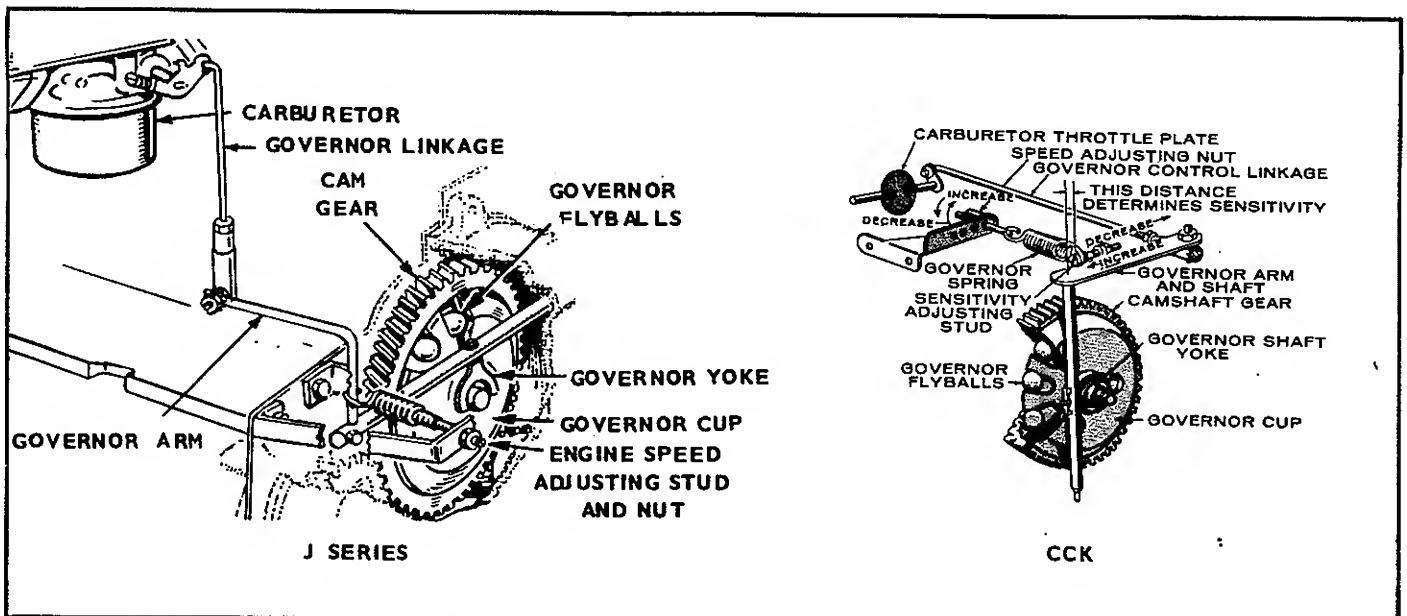 CARBURETOR
GOVERNOR LINKAGE
CAM
GEAR
GOVERNOR
FLYBALLS
GOVERNOR YOKE
GOVERNOR CUP
GOVERNOR ARM
ENGINE SPEED
ADJUSTING STUD
AND NUT
J SERIES
CARBURETOR THROTTLE PLATE
SPEED ADJUSTING NUT
GOVERNOR CONTROL LINKAGE
THIS DISTANCE
DETERMINES SENSITIVITY
INCREASE
DECREASE
DECREASE
INCREASE
GOVERNOR
SPRING
SENSITIVITY
ADJUSTING
STUD
GOVERNOR ARM
AND SHAFT
CAMSHAFT GEAR
GOVERNOR SHAFT
YOKE
GOVERNOR
FLYBALLS
GOVERNOR CUP
CCK